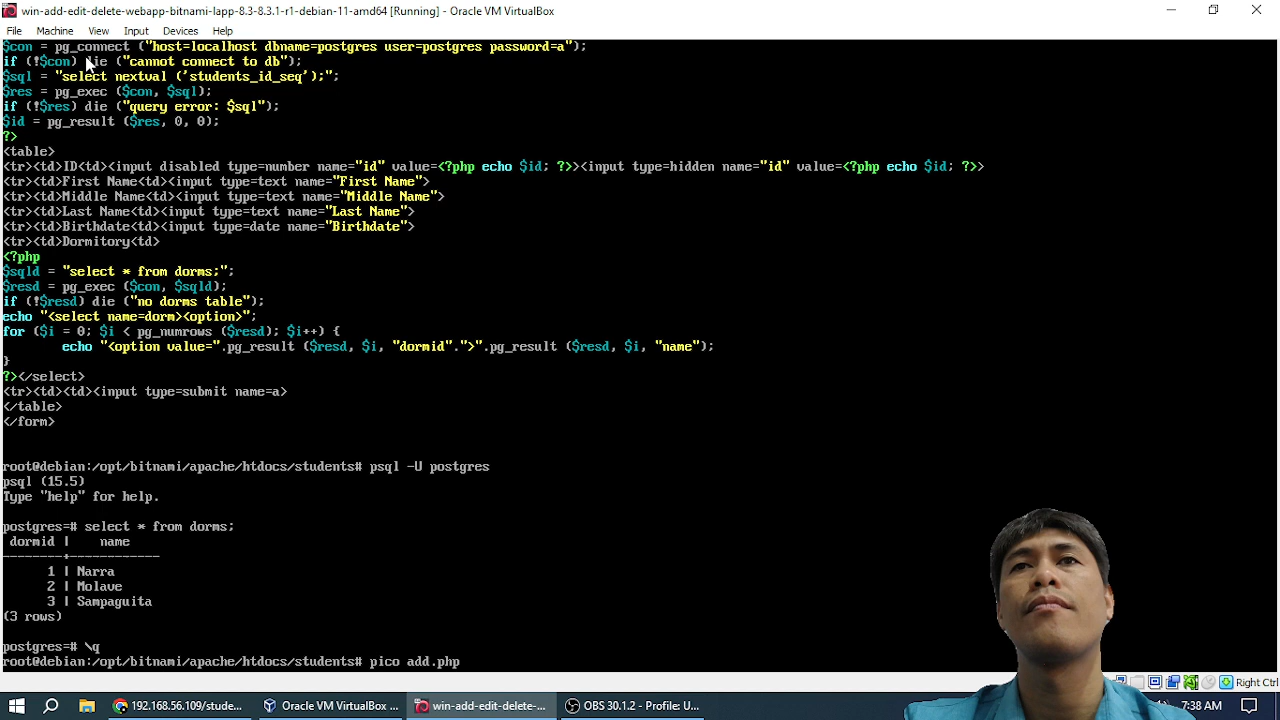 win-add-edit-delete-webapp-bitnami-lapp-8.3-8.3.1-r1-debian-11-amd64 [Running] - Oracle VM VirtualBox
File Machine View Input Devices Help
$con = pg_connect ("host=localhost dbname=postgres user=postgres password=a");
if (!$con) die ("cannot connect to db");
$sql = "select nextval ('students_id_seq');";
$res = pg_exec ($con, $sql);
if (!$res) die ("query error: $sql");
$id = pg_result ($res, 0, 0);
?>
<table>
<tr><td>ID<td><input disabled type=number name="id" value=<?php echo $id; ?>><input type=hidden name="id" value=<?php echo $id; ?>>
<tr><td>First Name<td><input type=text name="First Name">
<tr><td>Middle Name<td><input type=text name="Middle Name">
<tr><td>Last Name<td><input type=text name="Last Name">
<tr><td>Birthdate<td><input type=date name="Birthdate">
<tr><td>Dormitory<td>
<?php
$sqld = "select * from dorms;";
$resd = pg_exec ($con, $sqld);
if (!$resd) die ("no dorms table");
echo "<select name=dorm><option>";
for ($i = 0; $i < pg_numrows ($resd); $i++) {
        echo "<option value=".pg_result ($resd, $i, "dormid".">".pg_result ($resd, $i, "name");
}
?></select>
<tr><td><td><input type=submit name=a>
</table>
</form>
root@debian:/opt/bitnami/apache/htdocs/students# psql -U postgres
psql (15.5)
Type "help" for help.
postgres=# select * from dorms;
 dormid |    name
--------+------------
      1 | Narra
      2 | Molave
      3 | Sampaguita
(3 rows)
postgres=# \q
root@debian:/opt/bitnami/apache/htdocs/students# pico add.php
Right Ctrl
192.168.56.109/stude... Oracle VM VirtualBox ... win-add-edit-delete-... OBS 30.1.2 - Profile: U... 7:38 AM